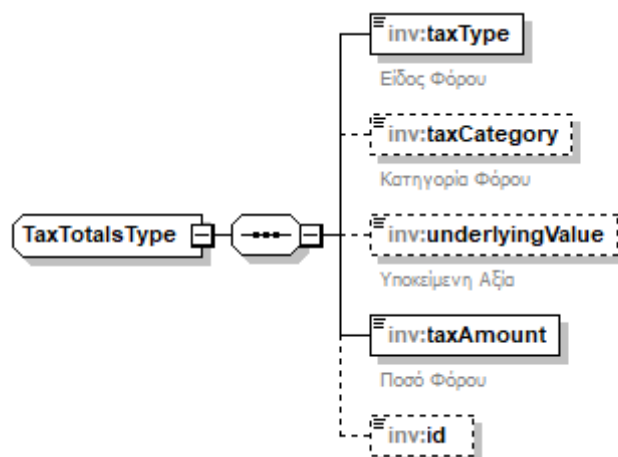 inv:taxType
Είδος Φόρου
inv:taxCategory
Κατηγορία Φόρου
TaxTotalsType
inv:underlyingValue
Υποκείμενη Αξία
inv:taxAmount
Ποσό Φόρου
inv:id